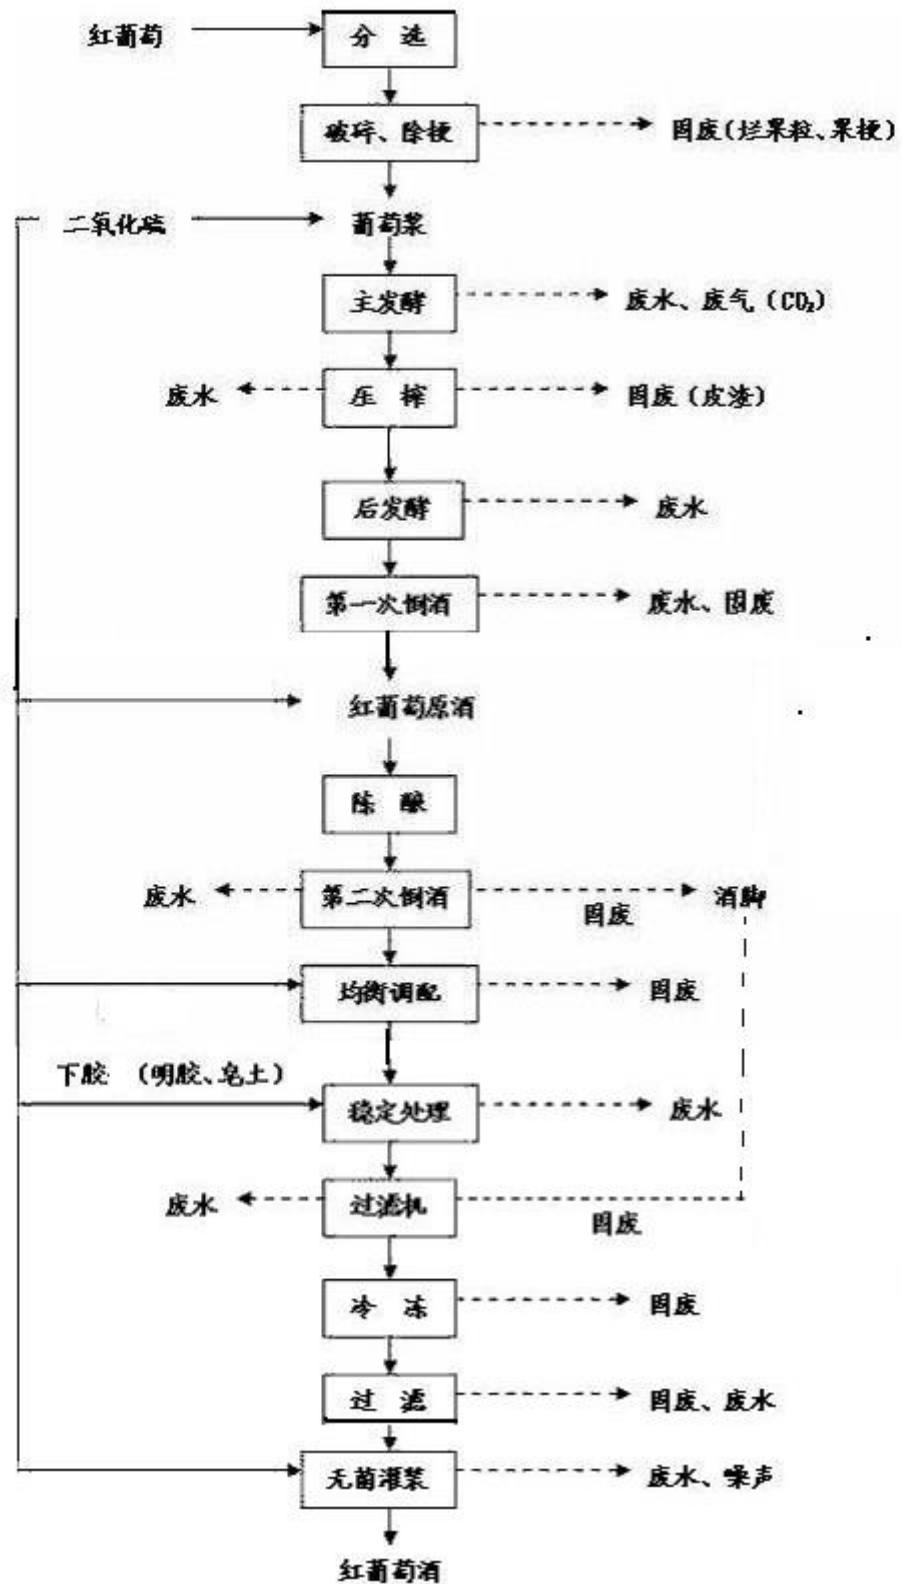 红葡萄 分 选
破碎、除梗 固废(烂果粒、果梗)
二氧化硫 葡萄浆
主发酵 废水、废气(CO₂)
废水 压 榨 固废(皮渣)
后发酵 废水
第一次倒酒 废水、固废
红葡萄原酒
陈 酿
废水 第二次倒酒 固废 酒脚
均衡调配 固废
下胶 (明胶、皂土)
稳定处理 废水
废水 过滤机 固废
冷 冻 固废
过 滤 固废、废水
无菌灌装 废水、噪声
红葡萄酒